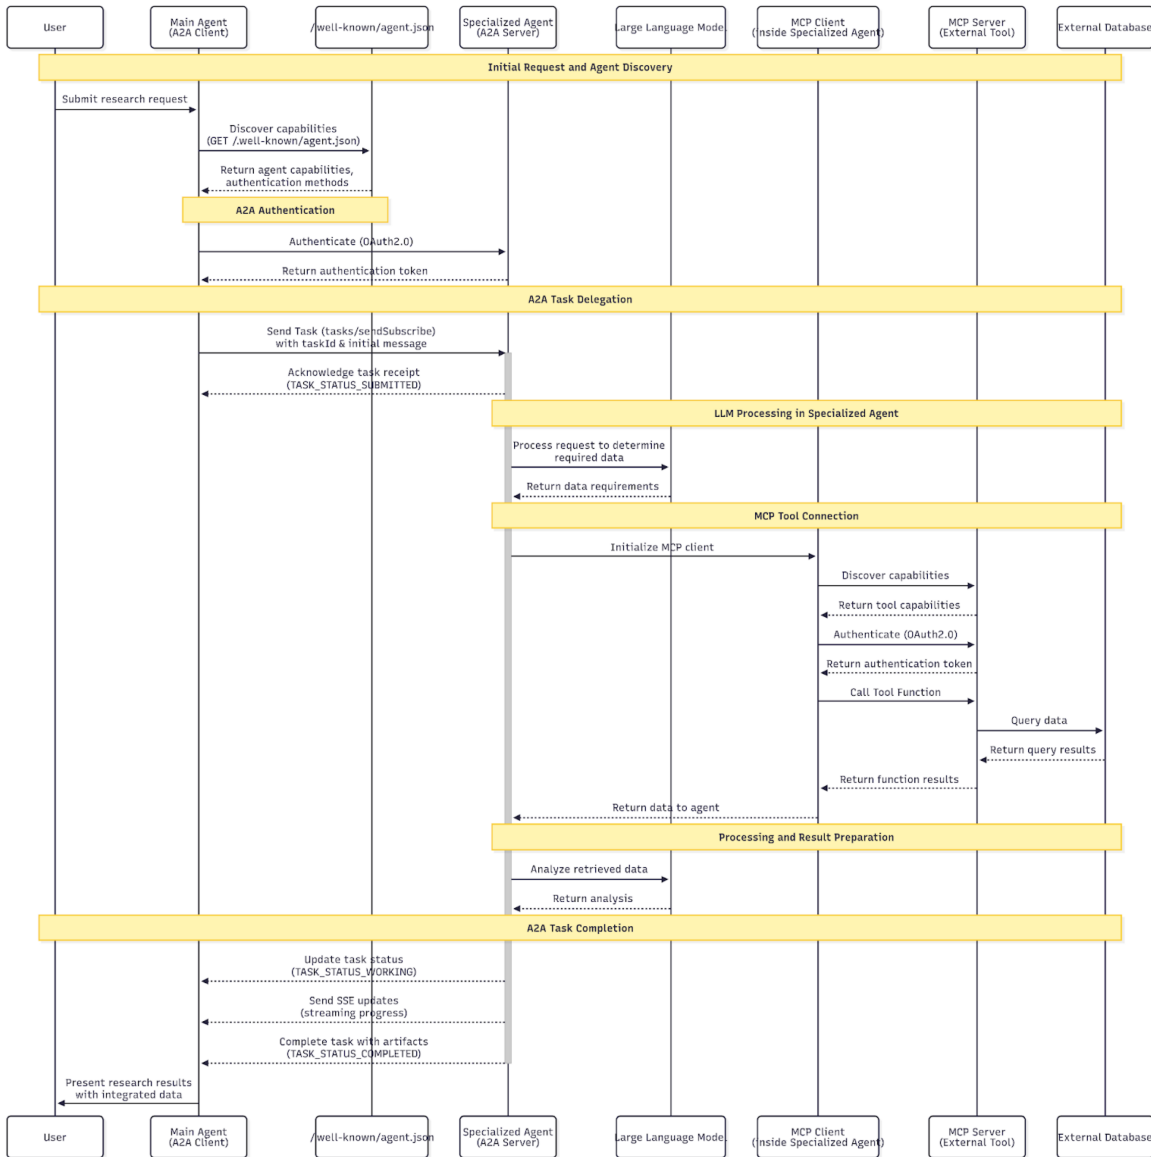 User
Main Agent
(A2A Client)
/well-known/agent.json
Specialized Agent
(A2A Server)
Large Language Model
MCP Client
(inside Specialized Agent)
MCP Server
(External Tool)
External Database
Initial Request and Agent Discovery
Submit research request
Discover capabilities
(GET /.well-known/agent.json)
Return agent capabilities,
authentication methods
A2A Authentication
Authenticate (OAuth2.0)
Return authentication token
A2A Task Delegation
Send Task (tasks/sendSubscribe)
with taskId & initial message
Acknowledge task receipt
(TASK_STATUS_SUBMITTED)
LLM Processing in Specialized Agent
Process request to determine
required data
Return data requirements
MCP Tool Connection
Initialize MCP client
Discover capabilities
Return tool capabilities
Authenticate (OAuth2.0)
Return authentication token
Call Tool Function
Query data
Return query results
Return function results
Return data to agent
Processing and Result Preparation
Analyze retrieved data
Return analysis
A2A Task Completion
Update task status
(TASK_STATUS_WORKING)
Send SSE updates
(streaming progress)
Complete task with artifacts
(TASK_STATUS_COMPLETED)
Present research results
with integrated data
User
Main Agent
(A2A Client)
/well-known/agent.json
Specialized Agent
(A2A Server)
Large Language Model
MCP Client
(inside Specialized Agent)
MCP Server
(External Tool)
External Database